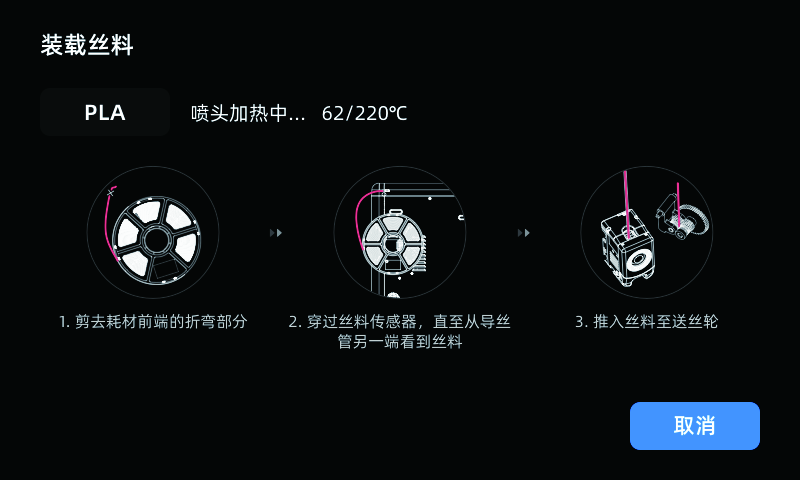 装载丝料
PLA
喷头加热中... 62/220℃
1. 剪去耗材前端的折弯部分
2. 穿过丝料传感器，直至从导丝
管另一端看到丝料
3. 推入丝料至送丝轮
取消